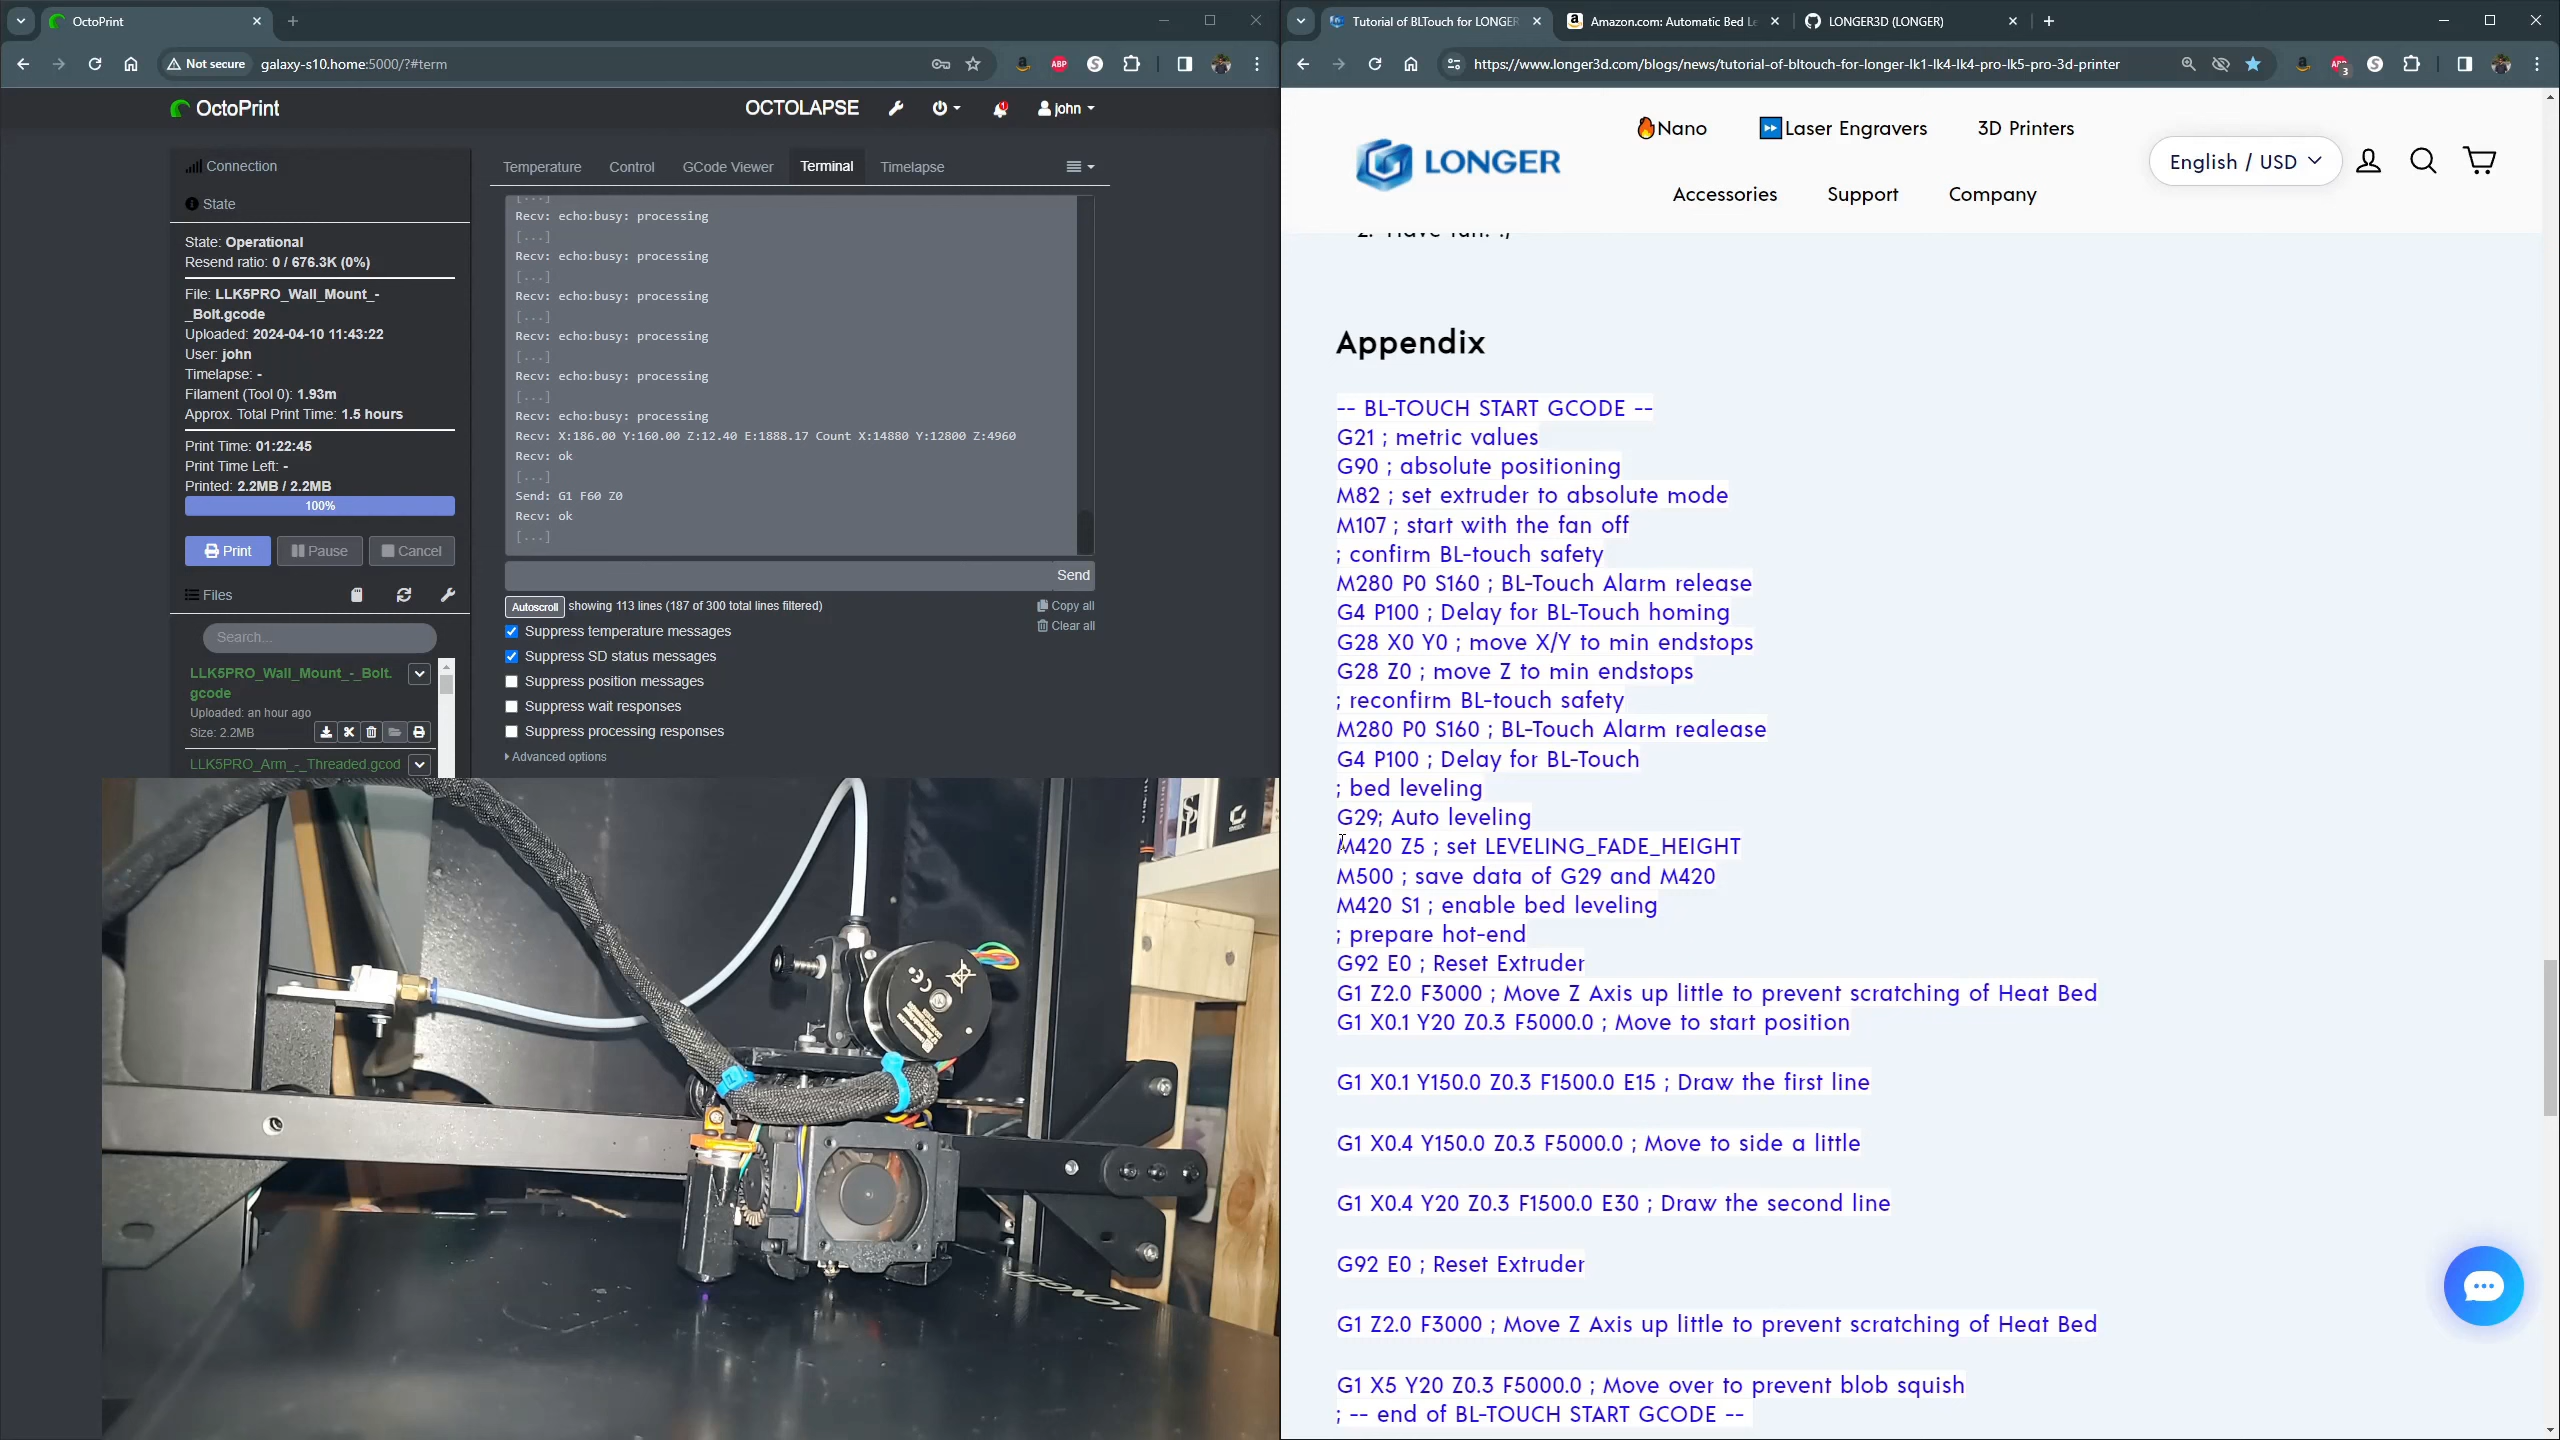 OctoPrint
Not secure galaxy-s10.home:5000/?#term
ABP
OctoPrint
OCTOLAPSE
1
john
Connection
State
State: Operational
Resend ratio: 0 / 676.3K (0%)
File: LLK5PRO_Wall_Mount_-
_Bolt.gcode
Uploaded: 2024-04-10 11:43:22
User: john
Timelapse: -
Filament (Tool 0): 1.93m
Approx. Total Print Time: 1.5 hours
Print Time: 01:22:45
Print Time Left: -
Printed: 2.2MB / 2.2MB
100%
Print
Pause
Cancel
Files
Search...
LLK5PRO_Wall_Mount_-_Bolt.
gcode
Uploaded: an hour ago
Size: 2.2MB
LLK5PRO_Arm_-_Threaded.gcod
Temperature
Control
GCode Viewer
Terminal
Timelapse
[...]
Recv: echo:busy: processing
[...]
Recv: echo:busy: processing
[...]
Recv: echo:busy: processing
[...]
Recv: echo:busy: processing
[...]
Recv: echo:busy: processing
[...]
Recv: echo:busy: processing
Recv: X:186.00 Y:160.00 Z:12.40 E:1888.17 Count X:14880 Y:12800 Z:4960
Recv: ok
[...]
Send: G1 F60 Z0
Recv: ok
[...]
Send
Autoscroll showing 113 lines (187 of 300 total lines filtered)
Copy all
Clear all
Suppress temperature messages
Suppress SD status messages
Suppress position messages
Suppress wait responses
Suppress processing responses
Advanced options
LONGER
Tutorial of BLTouch for LONGER
Amazon.com: Automatic Bed Le
LONGER3D (LONGER)
https://www.longer3d.com/blogs/news/tutorial-of-bltouch-for-longer-lk1-lk4-lk4-pro-lk5-pro-3d-printer
3
LONGER
Nano
Laser Engravers
3D Printers
Accessories
Support
Company
English / USD
2. Have fun. :)
Appendix
-- BL-TOUCH START GCODE --
G21 ; metric values
G90 ; absolute positioning
M82 ; set extruder to absolute mode
M107 ; start with the fan off
; confirm BL-touch safety
M280 P0 S160 ; BL-Touch Alarm release
G4 P100 ; Delay for BL-Touch homing
G28 X0 Y0 ; move X/Y to min endstops
G28 Z0 ; move Z to min endstops
; reconfirm BL-touch safety
M280 P0 S160 ; BL-Touch Alarm realease
G4 P100 ; Delay for BL-Touch
; bed leveling
G29; Auto leveling
M420 Z5 ; set LEVELING_FADE_HEIGHT
M500 ; save data of G29 and M420
M420 S1 ; enable bed leveling
; prepare hot-end
G92 E0 ; Reset Extruder
G1 Z2.0 F3000 ; Move Z Axis up little to prevent scratching of Heat Bed
G1 X0.1 Y20 Z0.3 F5000.0 ; Move to start position
G1 X0.1 Y150.0 Z0.3 F1500.0 E15 ; Draw the first line
G1 X0.4 Y150.0 Z0.3 F5000.0 ; Move to side a little
G1 X0.4 Y20 Z0.3 F1500.0 E30 ; Draw the second line
G92 E0 ; Reset Extruder
G1 Z2.0 F3000 ; Move Z Axis up little to prevent scratching of Heat Bed
G1 X5 Y20 Z0.3 F5000.0 ; Move over to prevent blob squish
; -- end of BL-TOUCH START GCODE --